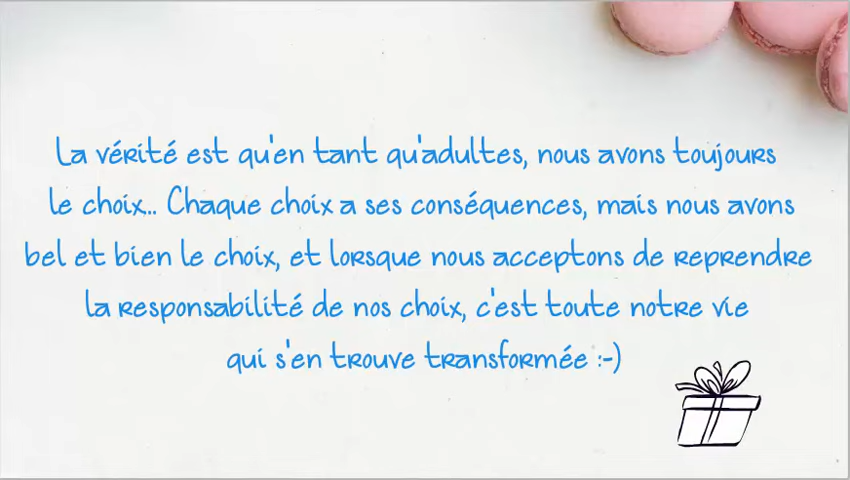 La vérité est qu'en tant qu'adultes, nous avons toujours
le choix... Chaque choix a ses conséquences, mais nous avons
bel et bien le choix, et lorsque nous acceptons de reprendre
la responsabilité de nos choix, c'est toute notre vie
qui s'en trouve transformée :-)